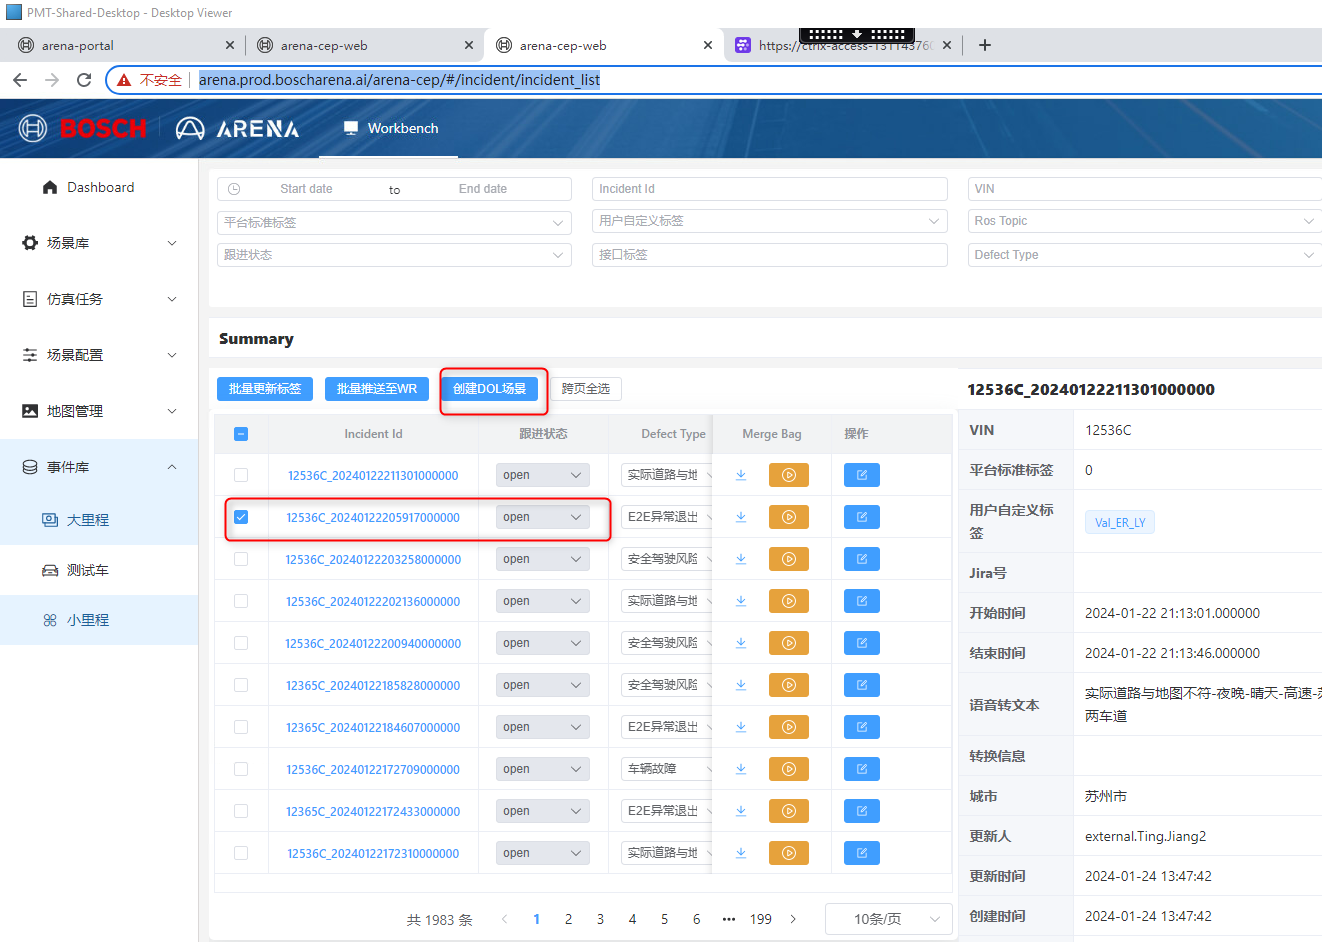 PMT-Shared-Desktop - Desktop Viewer
arena-portal
arena-cep-web
arena-cep-web
不安全
arena.prod.boscharena.ai/arena-cep/#/incident/incident_list
BOSCH
ARENA
Workbench
Dashboard
场景库
仿真任务
场景配置
地图管理
事件库
大里程
测试车
小里程
Start date to End date
Incident Id
VIN
平台标准标签
用户自定义标签
Ros Topic
跟进状态
接口标签
Defect Type
Summary
批量更新标签 批量推送至WR 创建DOL场景 跨页全选
Incident Id 跟进状态 Defect Type Merge Bag 操作
12536C_20240122211301000000 open 实际道路与地
12536C_20240122205917000000 open E2E异常退出
12536C_20240122203258000000 open 安全驾驶风险
12536C_20240122202136000000 open 实际道路与地
12536C_20240122200940000000 open 安全驾驶风险
12365C_20240122185828000000 open 安全驾驶风险
12365C_20240122184607000000 open E2E异常退出
12536C_20240122172709000000 open 车辆故障
12365C_20240122172433000000 open E2E异常退出
12536C_20240122172310000000 open 实际道路与地
共 1983 条 1 2 3 4 5 6 ••• 199 10条/页
12536C_20240122211301000000
VIN 12536C
平台标准标签 0
用户自定义标签 Val_ER_LY
Jira号
开始时间 2024-01-22 21:13:01.000000
结束时间 2024-01-22 21:13:46.000000
语音转文本 实际道路与地图不符-夜晚-晴天-高速-
两车道
转换信息
城市 苏州市
更新人 external.Ting.Jiang2
更新时间 2024-01-24 13:47:42
创建时间 2024-01-24 13:47:42